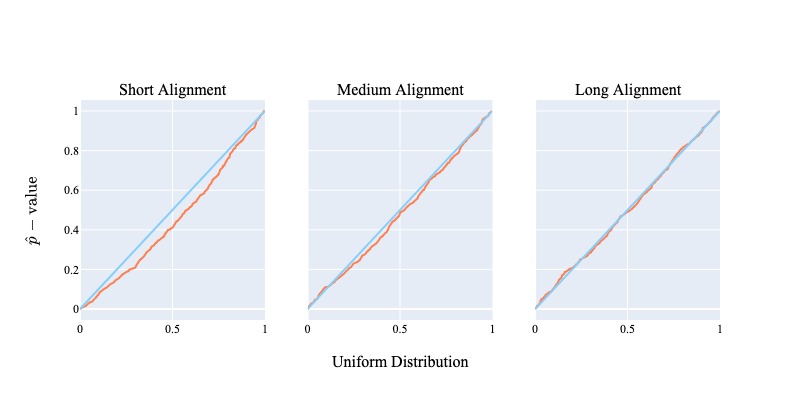 Short Alignment
Medium Alignment
Long Alignment
1
0.8
0.6
0.4
0.2
0
p̂ − value
0 0.5 1
0 0.5 1
0 0.5 1
Uniform Distribution